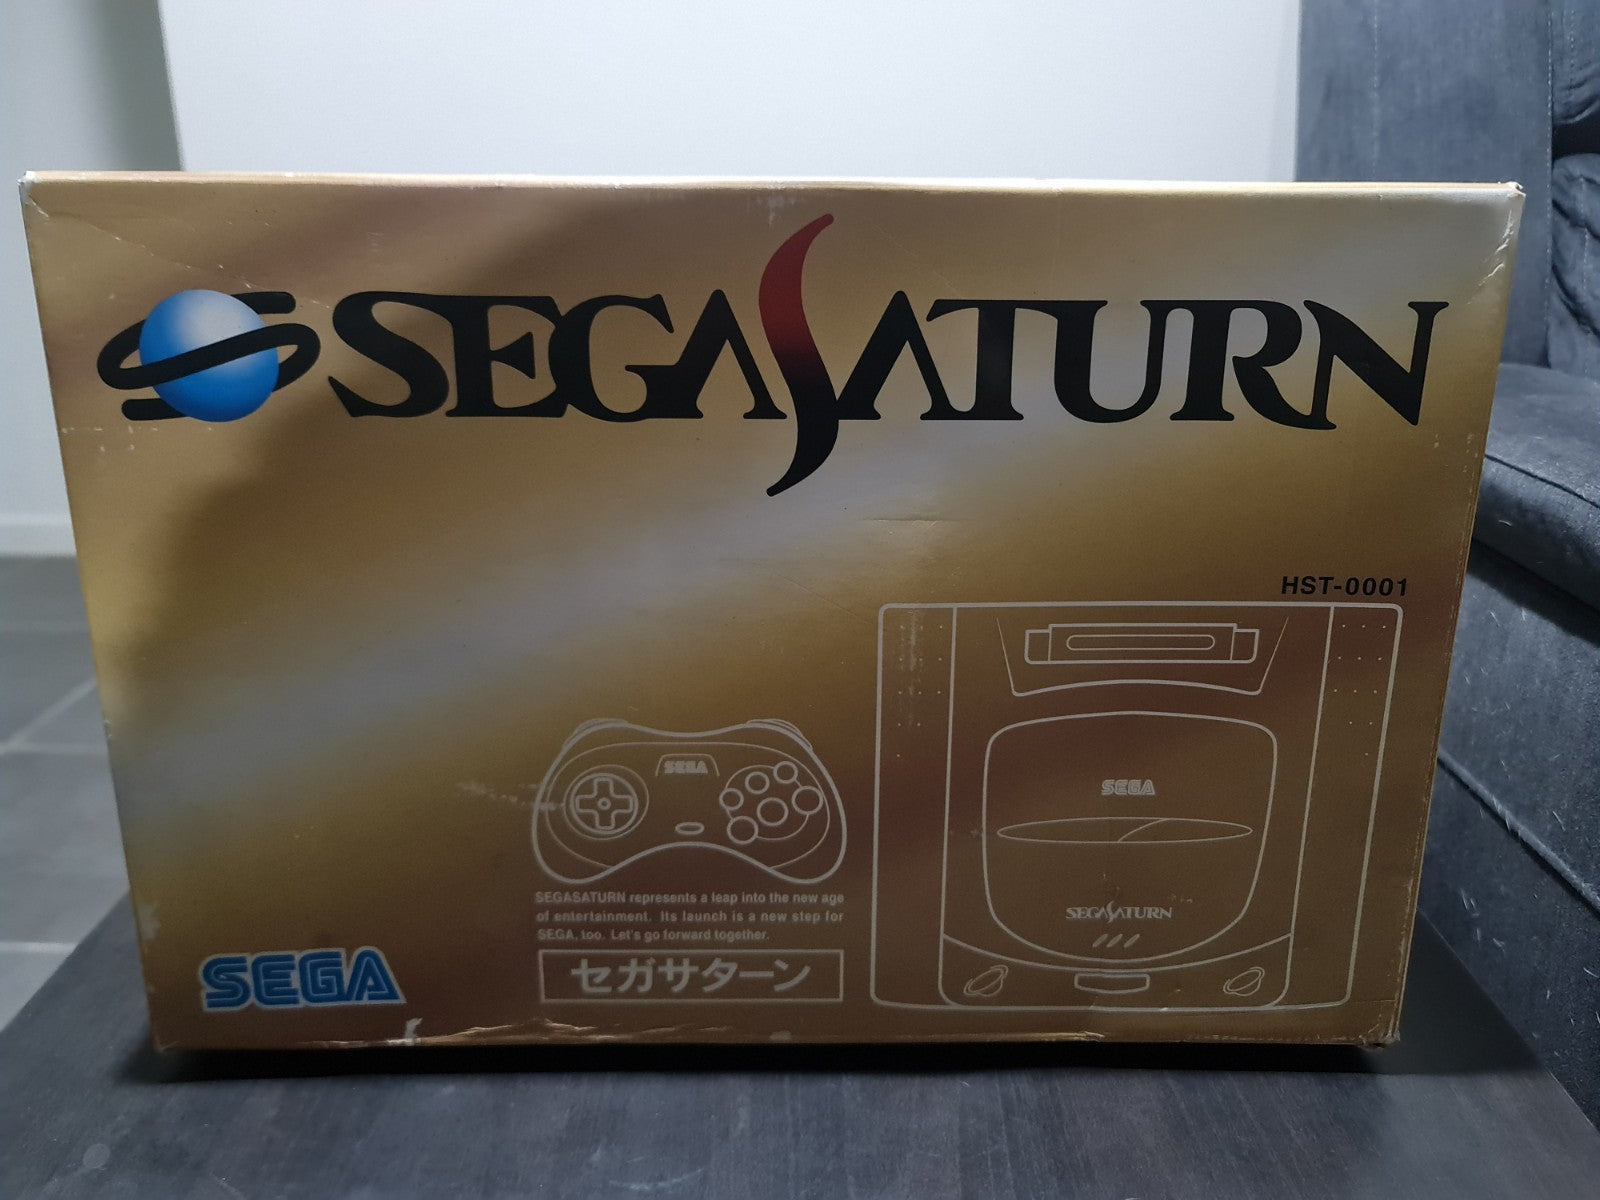 SEGASATURN
HST-0001
SEGA
SEGA
SEGASATURN
SEGASATURN represents a leap into the new age
of entertainment. Its launch is a new step for
SEGA, too. Let's go forward together.
セガサターン
SEGA